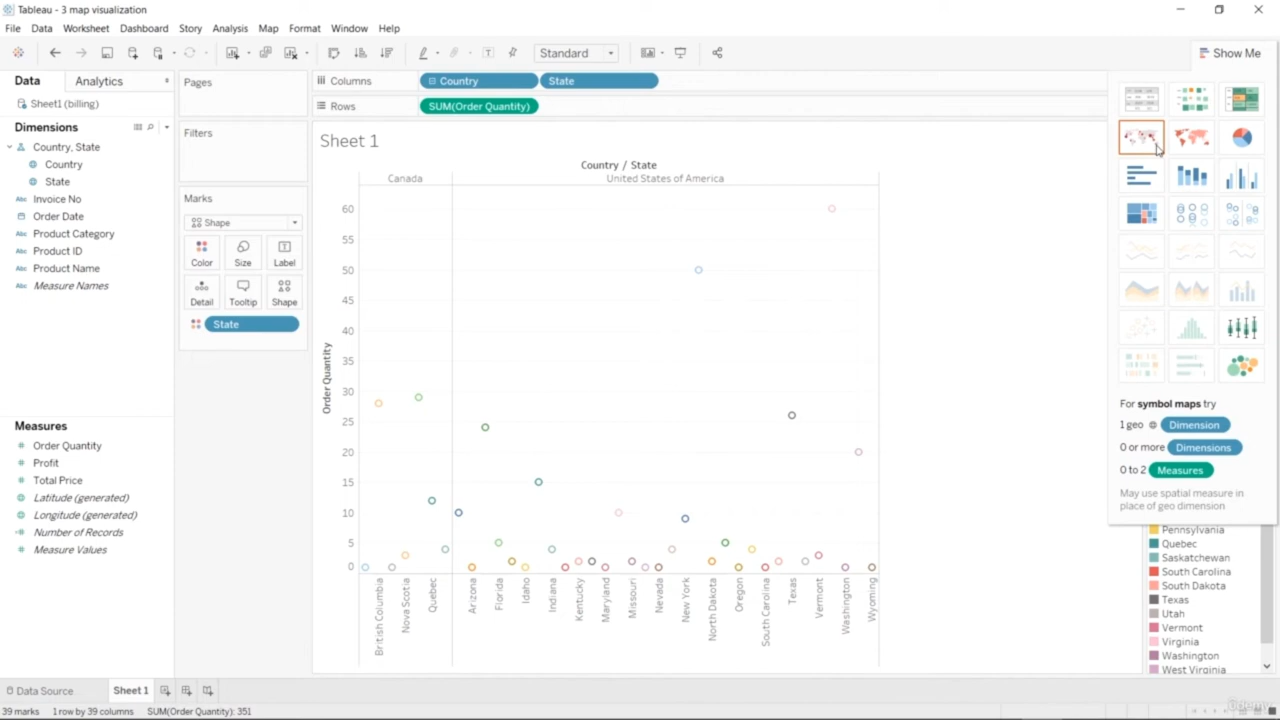 Tableau - 3 map visualization
File Data Worksheet Dashboard Story Analysis Map Format Window Help
Standard
Show Me
Data Analytics
Sheet1 (billing)
Dimensions
Country, State
Country
State
Abc Invoice No
Order Date
Abc Product Category
Abc Product ID
Abc Product Name
Abc Measure Names
Measures
# Order Quantity
# Profit
# Total Price
Latitude (generated)
Longitude (generated)
Number of Records
# Measure Values
Pages
Filters
Marks
Shape
Color Size Label
Detail Tooltip Shape
State
Columns Country State
Rows SUM(Order Quantity)
Sheet 1
Country / State
Canada United States of America
60
55
50
45
40
35
30
25
20
15
10
5
0
Order Quantity
British Columbia
Nova Scotia
Quebec
Arizona
Florida
Idaho
Indiana
Kentucky
Maryland
Missouri
Nevada
New York
North Dakota
Oregon
South Carolina
Texas
Vermont
Washington
Wyoming
For symbol maps try
1 geo Dimension
0 or more Dimensions
0 to 2 Measures
May use spatial measure in
place of geo dimension
Pennsylvania
Quebec
Saskatchewan
South Carolina
South Dakota
Texas
Utah
Vermont
Virginia
Washington
West Virginia
Data Source Sheet 1
39 marks 1 row by 39 columns SUM(Order Quantity): 351
Udemy